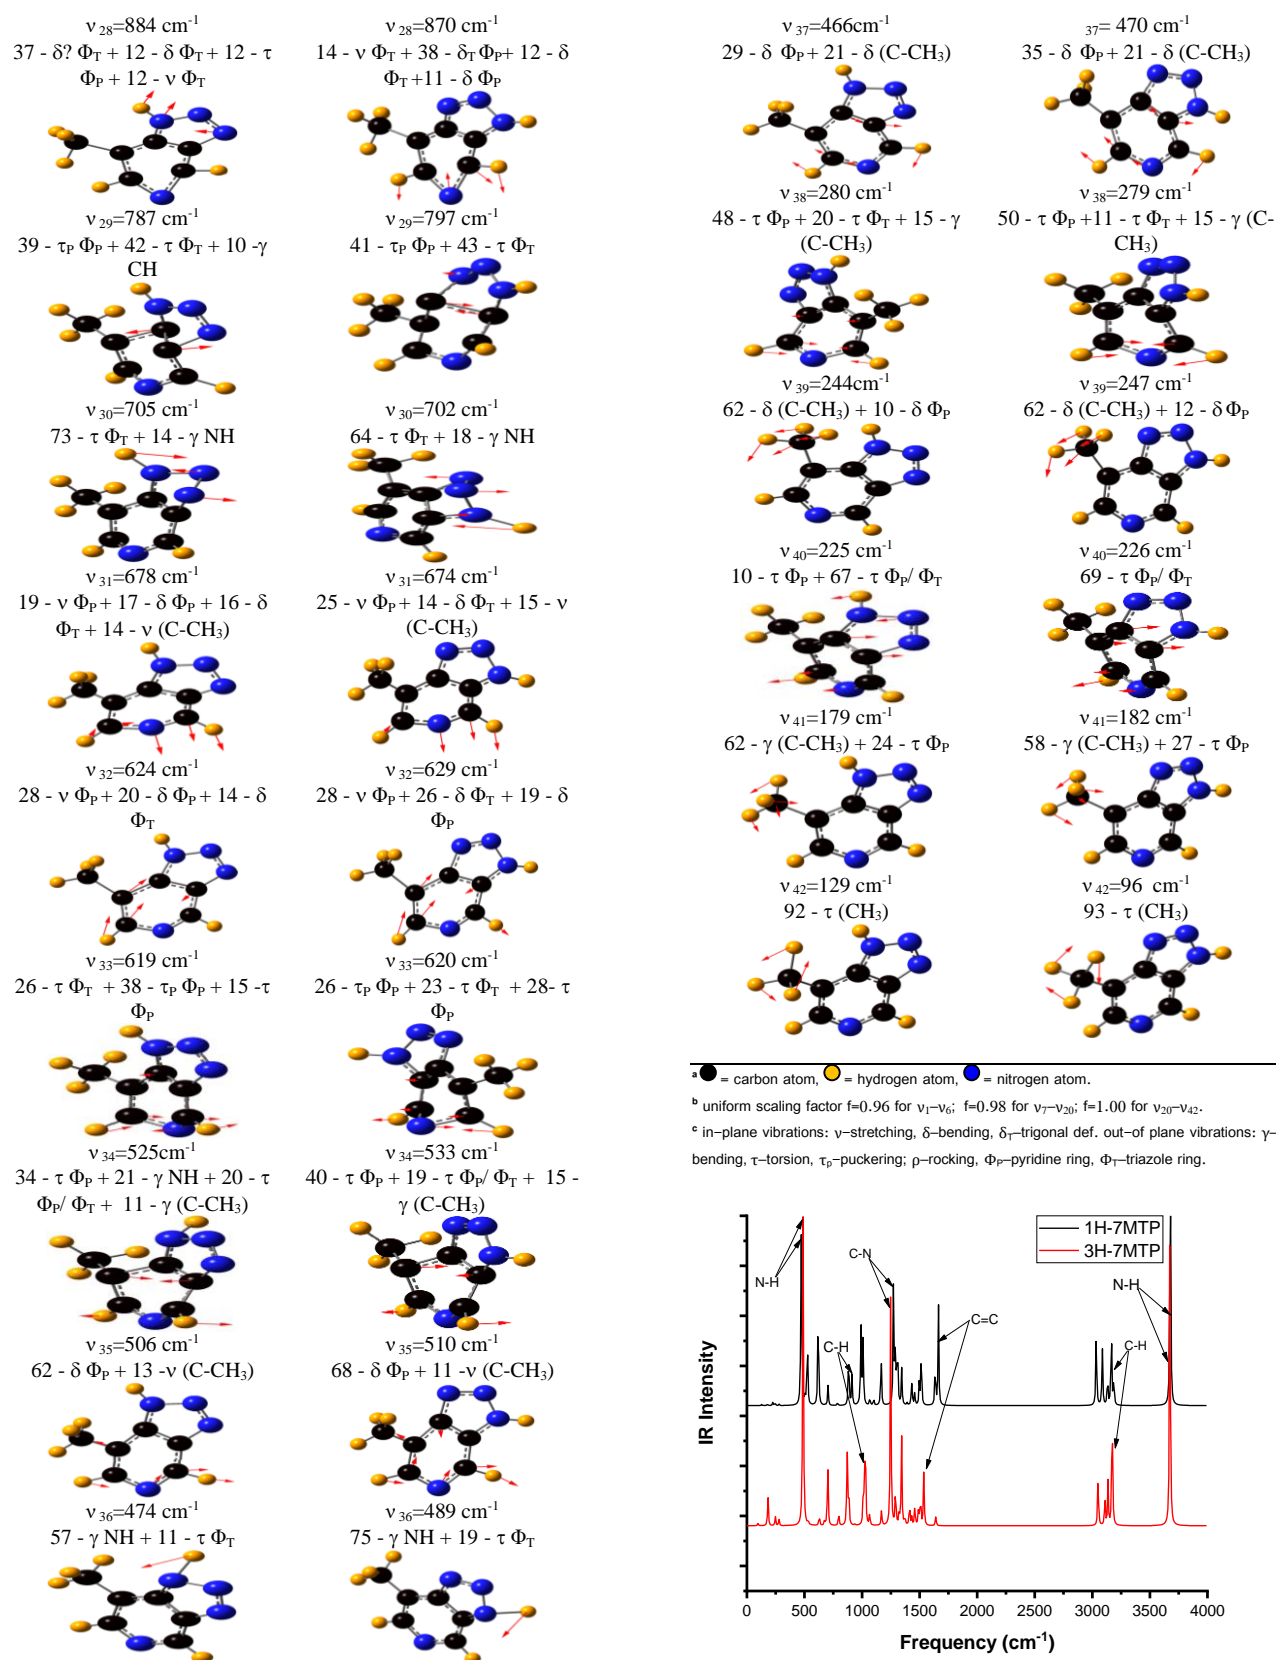 ν28=884 cm-1
37 - δ? ΦT + 12 - δ ΦT + 12 - τ
ΦP + 12 - ν ΦT
ν28=870 cm-1
14 - ν ΦT + 38 - δT ΦP + 12 - δ
ΦT +11 - δ ΦP
ν29=787 cm-1
39 - τP ΦP + 42 - τ ΦT + 10 -γ
CH
ν29=797 cm-1
41 - τP ΦP + 43 - τ ΦT
ν30=705 cm-1
73 - τ ΦT + 14 - γ NH
ν30=702 cm-1
64 - τ ΦT + 18 - γ NH
ν31=678 cm-1
19 - ν ΦP + 17 - δ ΦP + 16 - δ
ΦT + 14 - ν (C-CH3)
ν31=674 cm-1
25 - ν ΦP + 14 - δ ΦT + 15 - ν
(C-CH3)
ν32=624 cm-1
28 - ν ΦP + 20 - δ ΦP + 14 - δ
ΦT
ν32=629 cm-1
28 - ν ΦP + 26 - δ ΦT + 19 - δ
ΦP
ν33=619 cm-1
26 - τ ΦT + 38 - τP ΦP + 15 -τ
ΦP
ν33=620 cm-1
26 - τP ΦP + 23 - τ ΦT + 28- τ
ΦP
ν34=525cm-1
34 - τ ΦP + 21 - γ NH + 20 - τ
ΦP/ ΦT + 11 - γ (C-CH3)
ν34=533 cm-1
40 - τ ΦP + 19 - τ ΦP/ ΦT + 15 -
γ (C-CH3)
ν35=506 cm-1
62 - δ ΦP + 13 -ν (C-CH3)
ν35=510 cm-1
68 - δ ΦP + 11 -ν (C-CH3)
ν36=474 cm-1
57 - γ NH + 11 - τ ΦT
ν36=489 cm-1
75 - γ NH + 19 - τ ΦT
ν37=466cm-1
29 - δ ΦP + 21 - δ (C-CH3)
37= 470 cm-1
35 - δ ΦP + 21 - δ (C-CH3)
ν38=280 cm-1
48 - τ ΦP + 20 - τ ΦT + 15 - γ
(C-CH3)
ν38=279 cm-1
50 - τ ΦP +11 - τ ΦT + 15 - γ (C-
CH3)
ν39=244cm-1
62 - δ (C-CH3) + 10 - δ ΦP
ν39=247 cm-1
62 - δ (C-CH3) + 12 - δ ΦP
ν40=225 cm-1
10 - τ ΦP + 67 - τ ΦP/ ΦT
ν40=226 cm-1
69 - τ ΦP/ ΦT
ν41=179 cm-1
62 - γ (C-CH3) + 24 - τ ΦP
ν41=182 cm-1
58 - γ (C-CH3) + 27 - τ ΦP
ν42=129 cm-1
92 - τ (CH3)
ν42=96 cm-1
93 - τ (CH3)
a = carbon atom, = hydrogen atom, = nitrogen atom.
b uniform scaling factor f=0.96 for ν1–ν6; f=0.98 for ν7–ν20; f=1.00 for ν20–ν42.
c in–plane vibrations: ν–stretching, δ–bending, δT–trigonal def. out–of plane vibrations: γ–
bending, τ–torsion, τp–puckering; ρ–rocking, ΦP–pyridine ring, ΦT–triazole ring.
1H-7MTP
3H-7MTP
N-H
C-N
C-H
C=C
N-H
C-H
IR Intensity
0 500 1000 1500 2000 2500 3000 3500 4000
Frequency (cm-1)